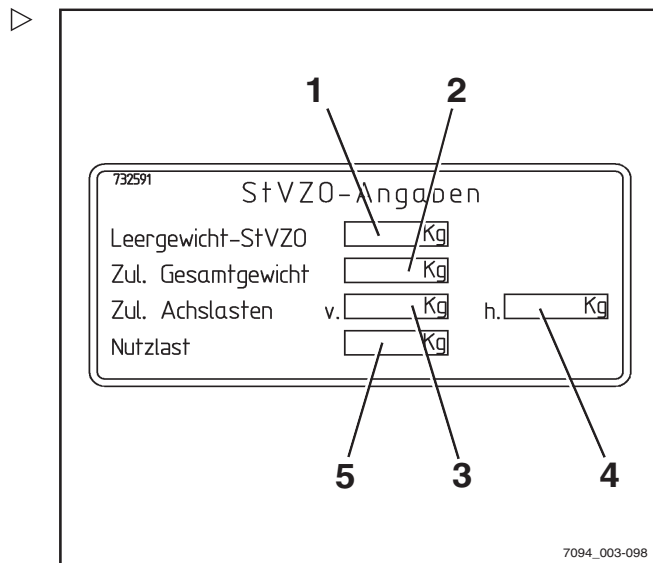 1 2
732591
StVZO-Angaben
Leergewicht-StVZO Kg
Zul. Gesamtgewicht Kg
Zul. Achslasten v. Kg h. Kg
Nutzlast Kg
5 3 4
7094_003-098